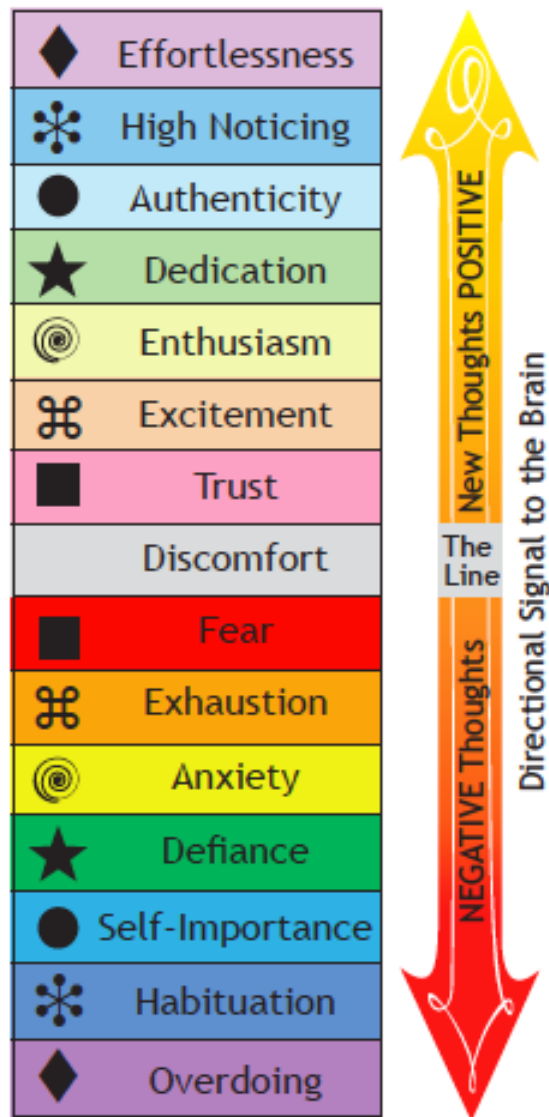 Effortlessness
High Noticing
Authenticity
Dedication
Enthusiasm
Excitement
Trust
Discomfort
Fear
Exhaustion
Anxiety
Defiance
Self-Importance
Habituation
Overdoing
New Thoughts POSITIVE
The
Line
NEGATIVE Thoughts
Directional Signal to the Brain